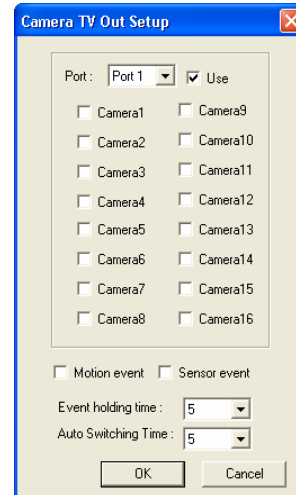 Camera TV Out Setup
Port : Port 1 Use
Camera1 Camera9
Camera2 Camera10
Camera3 Camera11
Camera4 Camera12
Camera5 Camera13
Camera6 Camera14
Camera7 Camera15
Camera8 Camera16
Motion event Sensor event
Event holding time : 5
Auto Switching Time : 5
OK Cancel